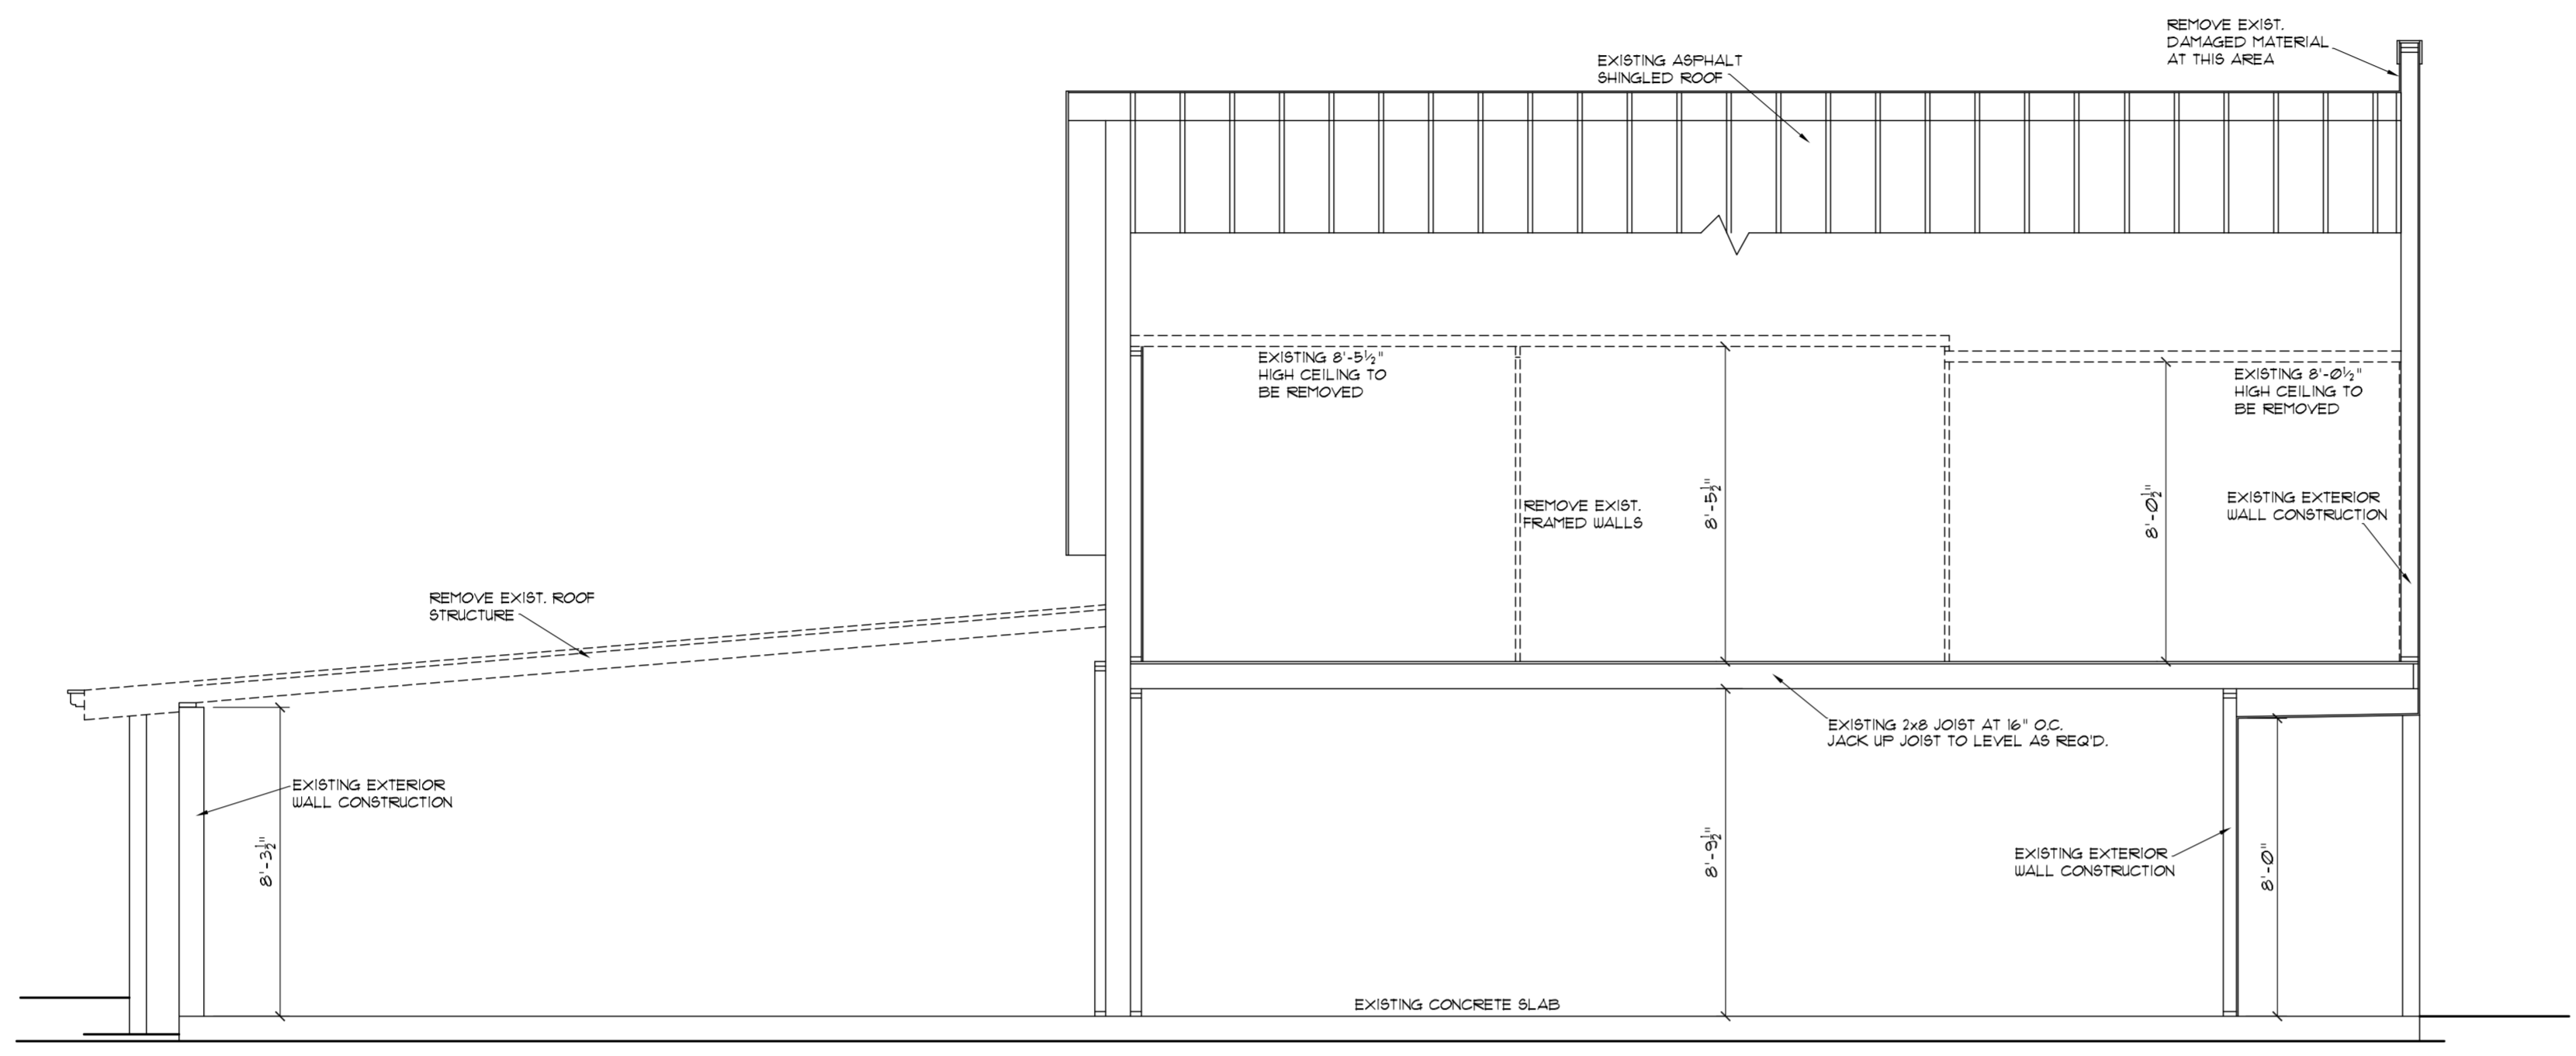 REMOVE EXIST.
DAMAGED MATERIAL
AT THIS AREA
EXISTING ASPHALT
SHINGLED ROOF
EXISTING 8'-5½"
HIGH CEILING TO
BE REMOVED
EXISTING 8'-0½"
HIGH CEILING TO
BE REMOVED
REMOVE EXIST.
FRAMED WALLS
8'-5½"
8'-0½"
EXISTING EXTERIOR
WALL CONSTRUCTION
REMOVE EXIST. ROOF
STRUCTURE
EXISTING 2x8 JOIST AT 16" O.C.
JACK UP JOIST TO LEVEL AS REQ'D.
EXISTING EXTERIOR
WALL CONSTRUCTION
8'-3½"
8'-9½"
EXISTING EXTERIOR
WALL CONSTRUCTION
8'-0"
EXISTING CONCRETE SLAB